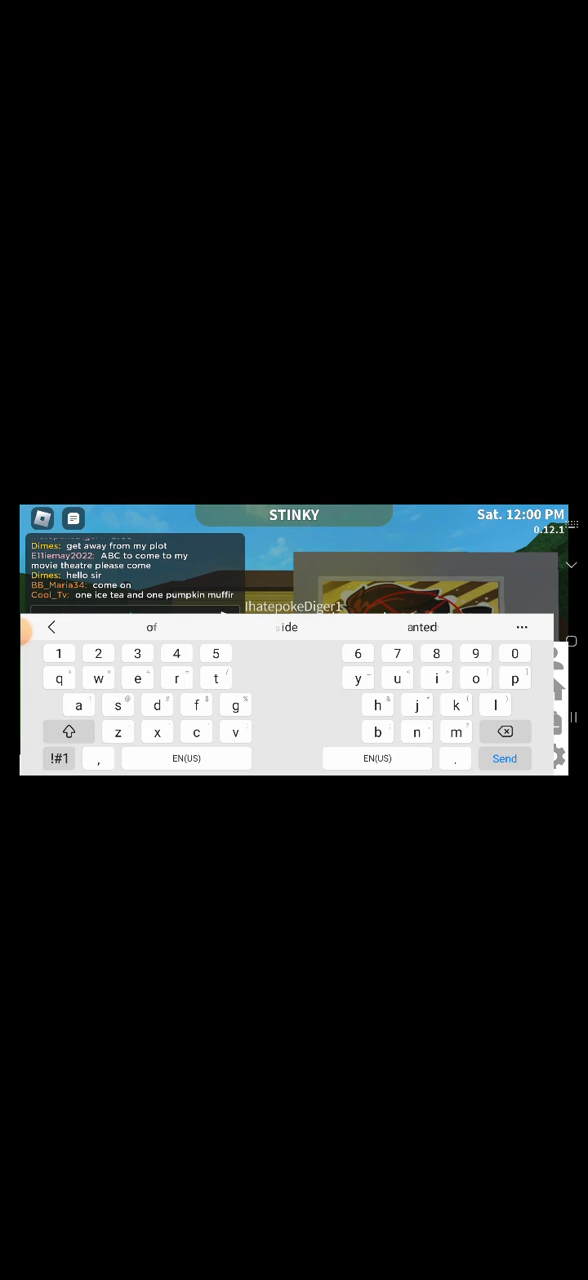 STINKY
Sat. 12:00 PM
0.12.1
Dimes: get away from my plot
E11iemay2022: ABC to come to my
movie theatre please come
Dimes: hello sir
BB_Maria34: come on
Cool_Tv: one ice tea and one pumpkin muffir
IhatepokeDiger1
of ide anted ...
1 2 3 4 5 6 7 8 9 0
q w e r t y u i o p
a s d f g h j k l
z x c v b n m
!#1 , EN(US) EN(US) . Send